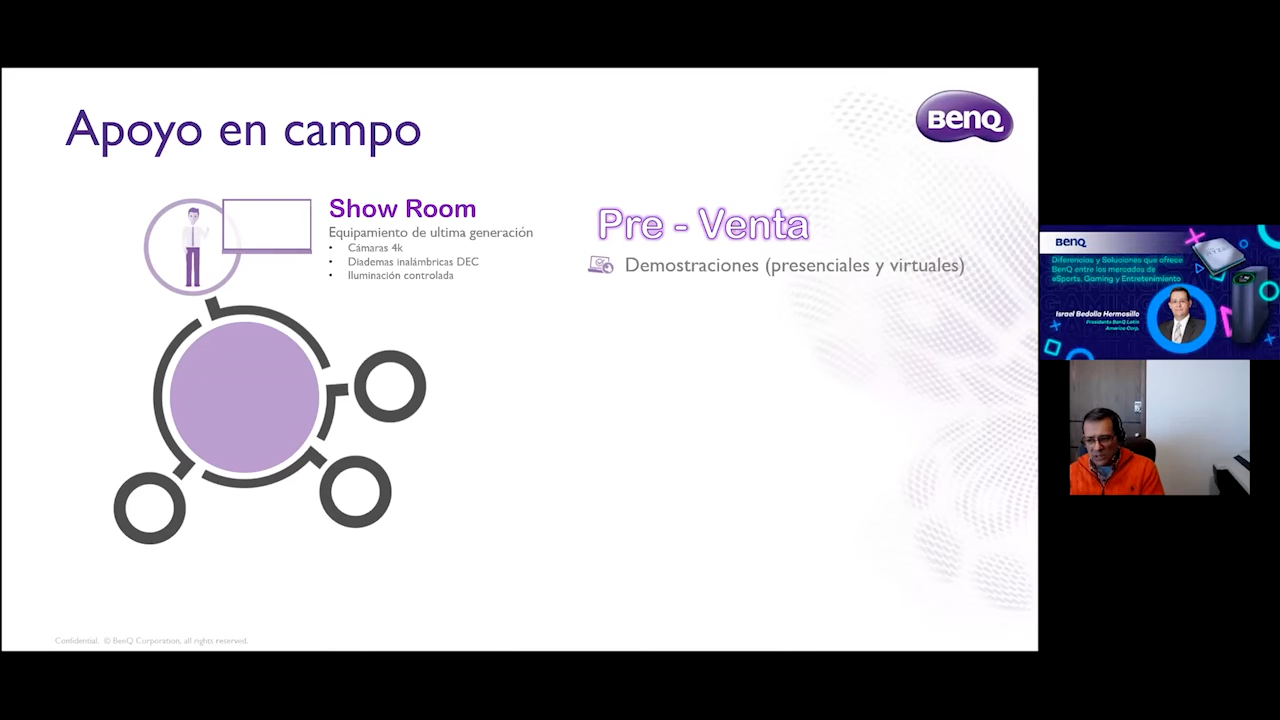 Apoyo en campo
BenQ
Show Room
Equipamiento de ultima generación
• Cámaras 4k
• Diademas inalámbricas DEC
• Iluminación controlada
Pre - Venta
Demostraciones (presenciales y virtuales)
Confidential. © BenQ Corporation, all rights reserved.
BenQ
Diferencias y Soluciones que ofrece
BenQ entre los mercados de
eSports, Gaming y Entretenimiento
Israel Bedolla Hermosillo
Presidente BenQ Latin
America Corp.